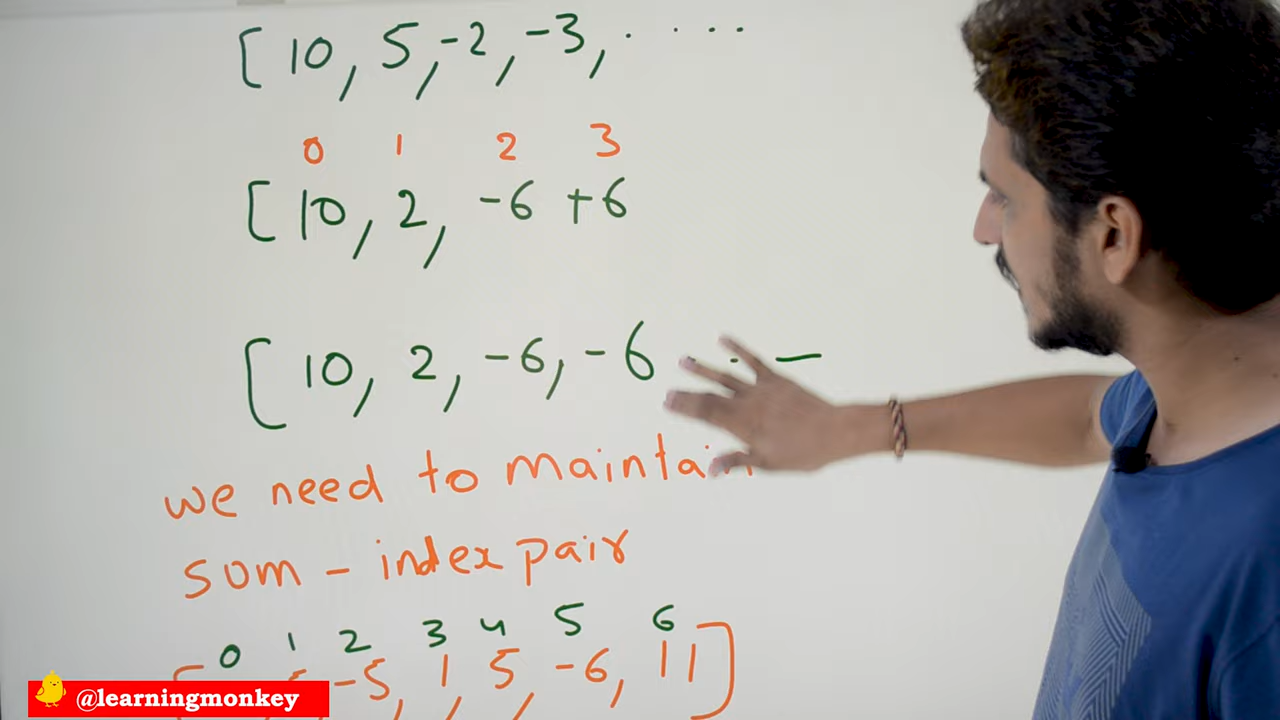 [ 10, 5, -2, -3, . . . .
0 1 2 3
[ 10, 2, -6 +6
[ 10, 2, -6, -6 . . —
we need to maintain
sum - index pair
0 1 2 3 4 5 6
[ -5, 1, 5, -6, 11 ]
@learningmonkey